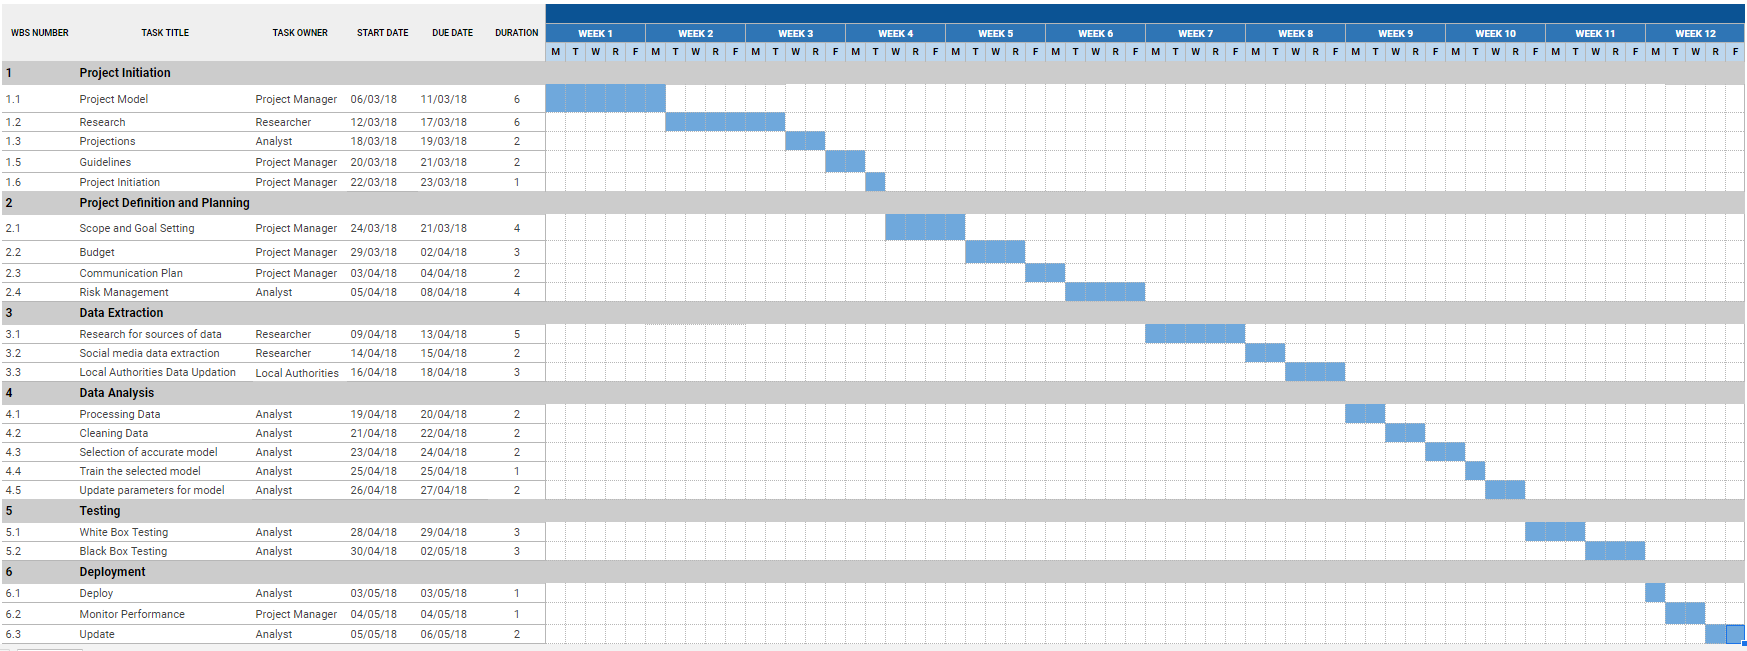 WEEK 1 WEEK 2 WEEK 3 WEEK 4 WEEK 5 WEEK 6 WEEK 7 WEEK 8 WEEK 9 WEEK 10 WEEK 11 WEEK 12
WBS NUMBER TASK TITLE TASK OWNER START DATE DUE DATE DURATION
M T W R F M T W R F M T W R F M T W R F M T W R F M T W R F M T W R F M T W R F M T W R F M T W R F M T W R F M T W R F
1 Project Initiation
1.1 Project Model Project Manager 06/03/18 11/03/18 6
1.2 Research Researcher 12/03/18 17/03/18 6
1.3 Projections Analyst 18/03/18 19/03/18 2
1.5 Guidelines Project Manager 20/03/18 21/03/18 2
1.6 Project Initiation Project Manager 22/03/18 23/03/18 1
2 Project Definition and Planning
2.1 Scope and Goal Setting Project Manager 24/03/18 21/03/18 4
2.2 Budget Project Manager 29/03/18 02/04/18 3
2.3 Communication Plan Project Manager 03/04/18 04/04/18 2
2.4 Risk Management Analyst 05/04/18 08/04/18 4
3 Data Extraction
3.1 Research for sources of data Researcher 09/04/18 13/04/18 5
3.2 Social media data extraction Researcher 14/04/18 15/04/18 2
3.3 Local Authorities Data Updation Local Authorities 16/04/18 18/04/18 3
4 Data Analysis
4.1 Processing Data Analyst 19/04/18 20/04/18 2
4.2 Cleaning Data Analyst 21/04/18 22/04/18 2
4.3 Selection of accurate model Analyst 23/04/18 24/04/18 2
4.4 Train the selected model Analyst 25/04/18 25/04/18 1
4.5 Update parameters for model Analyst 26/04/18 27/04/18 2
5 Testing
5.1 White Box Testing Analyst 28/04/18 29/04/18 3
5.2 Black Box Testing Analyst 30/04/18 02/05/18 3
6 Deployment
6.1 Deploy Analyst 03/05/18 03/05/18 1
6.2 Monitor Performance Project Manager 04/05/18 04/05/18 1
6.3 Update Analyst 05/05/18 06/05/18 2